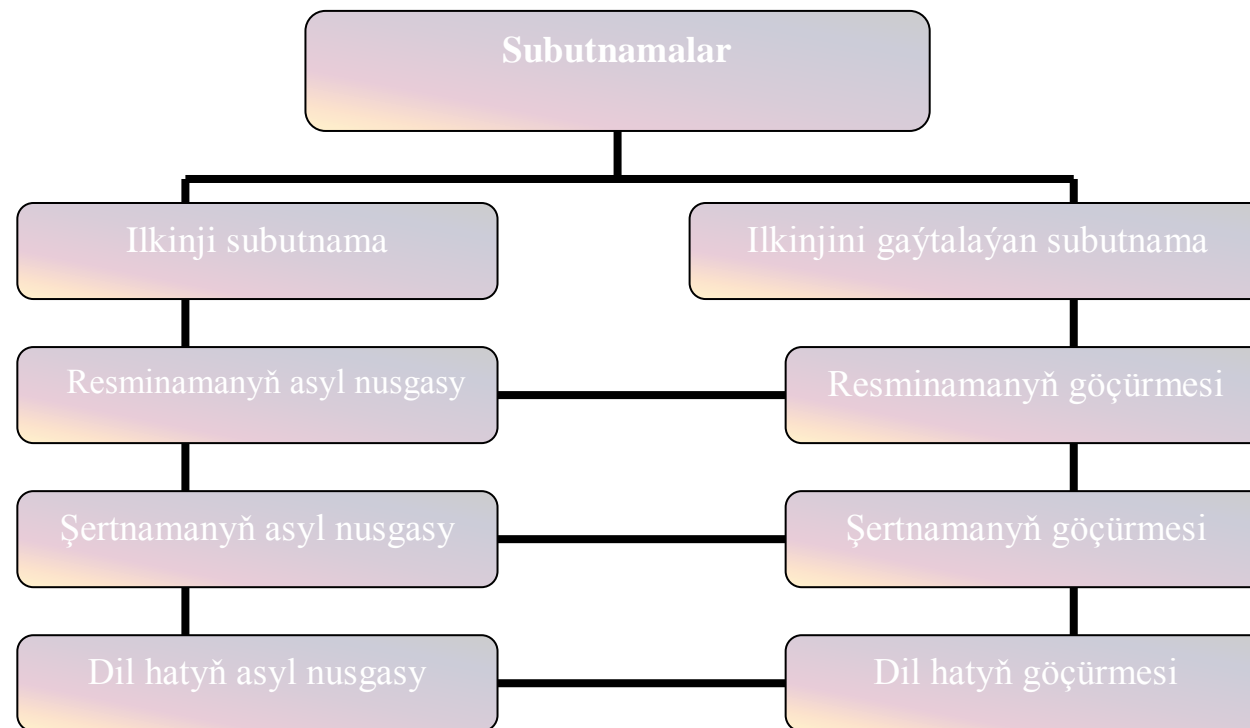 Subutnamalar
Ilkinji subutnama
Ilkinjini gaýtalaýan subutnama
Resminamanyň asyl nusgasy
Resminamanyň göçürmesi
Şertnamanyň asyl nusgasy
Şertnamanyň göçürmesi
Dil hatyň asyl nusgasy
Dil hatyň göçürmesi